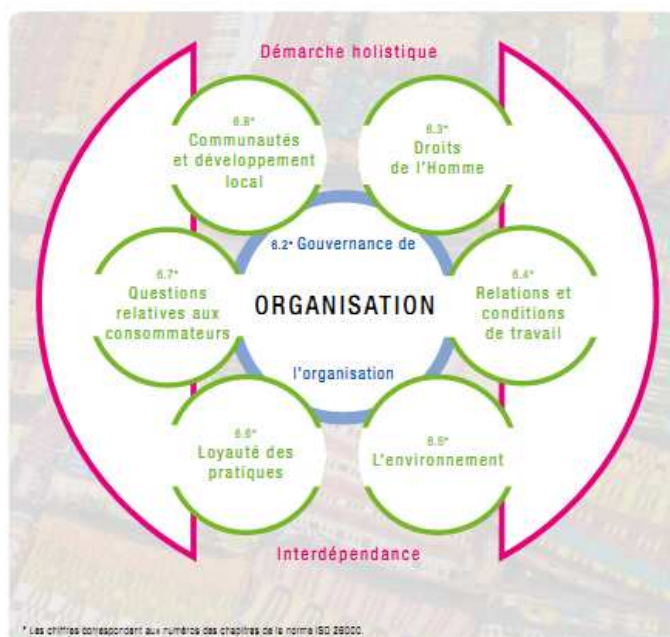 Démarche holistique
6.8*
Communautés
et développement
local
6.3*
Droits
de l'Homme
6.2* Gouvernance de
6.7*
Questions
relatives aux
consommateurs
ORGANISATION
6.4*
Relations et
conditions
de travail
l'organisation
6.6*
Loyauté des
pratiques
6.5*
L'environnement
Interdépendance
* Les chiffres correspondent aux numéros des chapitres de la norme ISO 26000.